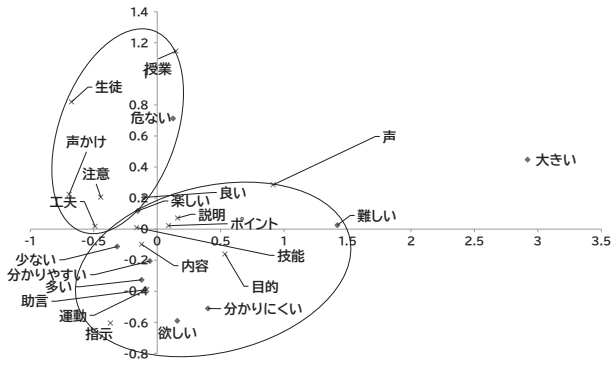 1.4
1.2
授業
1
生徒
0.8
危ない
0.6
声かけ
声
大きい
0.4
注意
良い
0.2
楽しい
工夫
説明
ポイント
難しい
-1
-0.5
0
0.5
1
1.5
2
2.5
3
3.5
少ない
技能
-0.2
内容
分かりやすい
多い
目的
助言
-0.4
分かりにくい
運動
-0.6
指示
欲しい
-0.8